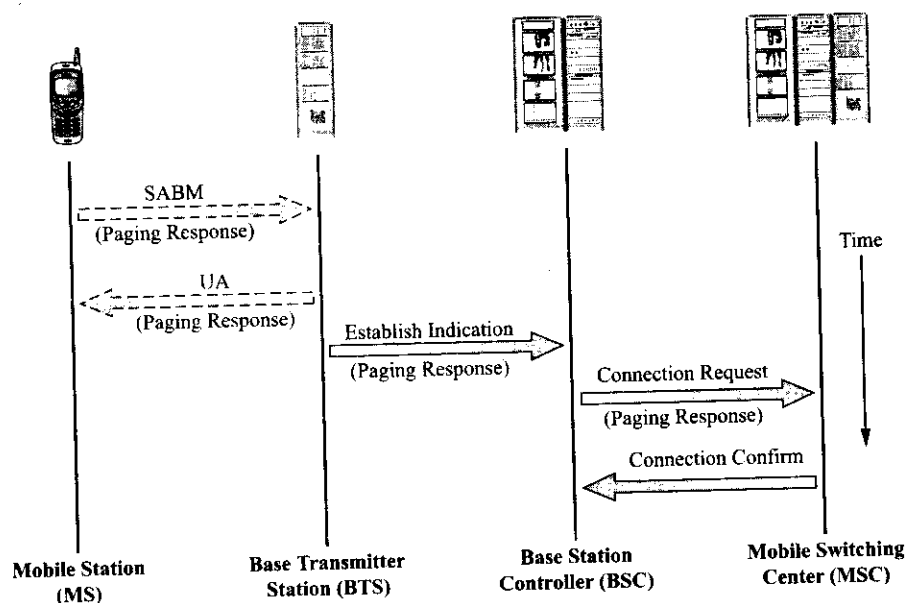 SABM
(Paging Response)
Time
UA
(Paging Response)
Establish Indication
(Paging Response)
Connection Request
(Paging Response)
Connection Confirm
Mobile Station
(MS)
Base Transmitter
Station (BTS)
Base Station
Controller (BSC)
Mobile Switching
Center (MSC)